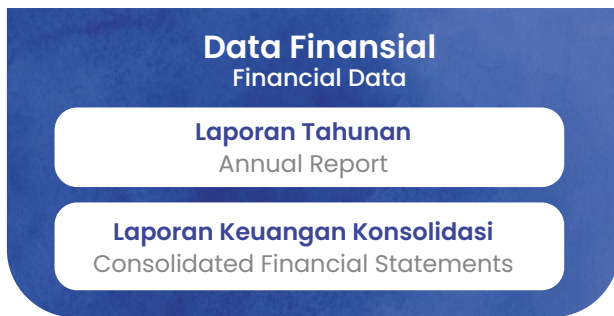 Data Finansial
Financial Data
Laporan Tahunan
Annual Report
Laporan Keuangan Konsolidasi
Consolidated Financial Statements